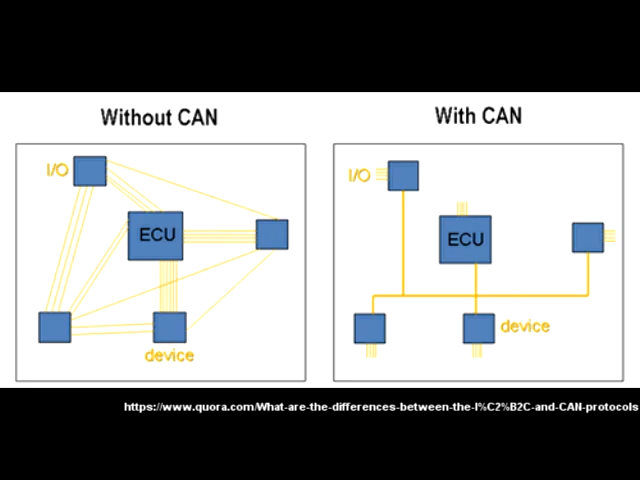 Without CAN
With CAN
I/O
ECU
device
I/O
ECU
device
https://www.quora.com/What-are-the-differences-between-the-I%C2%B2C-and-CAN-protocols